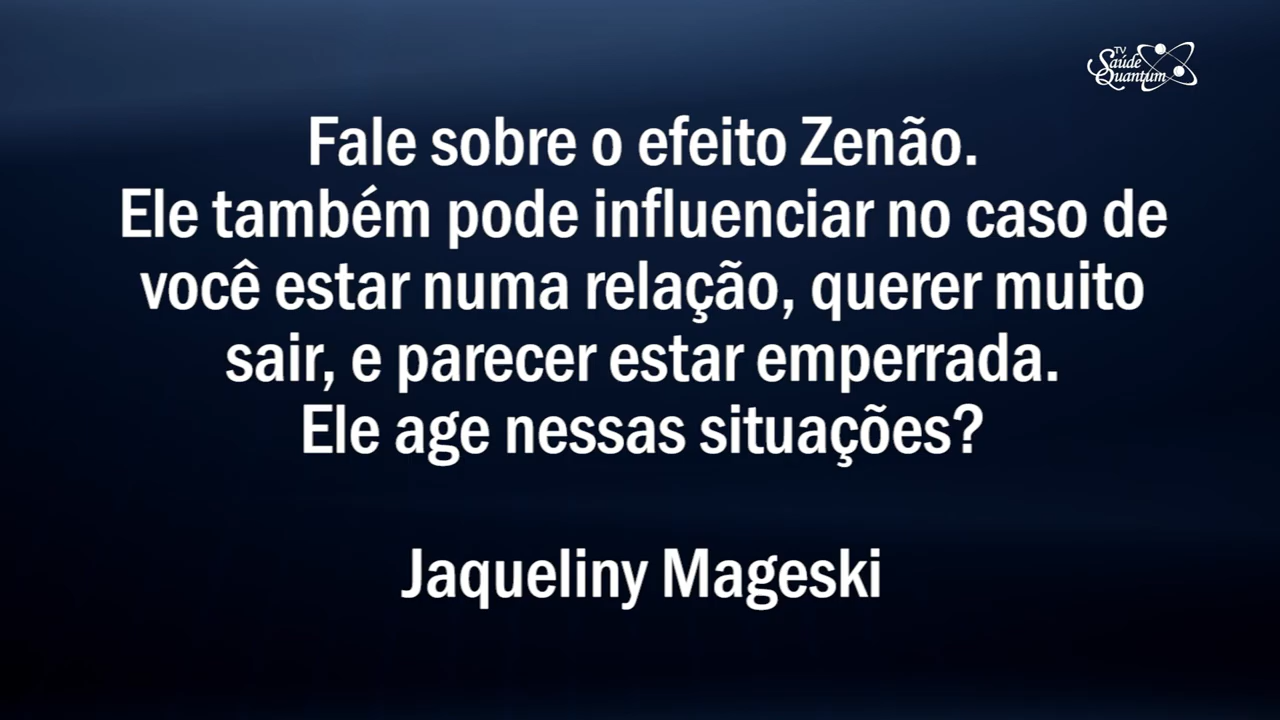 TV
Saúde
Quantum
Fale sobre o efeito Zenão.
Ele também pode influenciar no caso de
você estar numa relação, querer muito
sair, e parecer estar emperrada.
Ele age nessas situações?
Jaqueliny Mageski